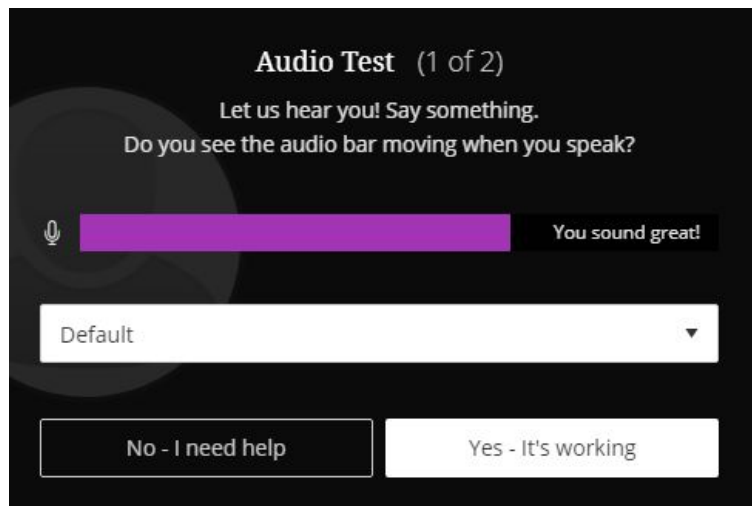 Audio Test (1 of 2)
Let us hear you! Say something.
Do you see the audio bar moving when you speak?
You sound great!
Default
No - I need help
Yes - It's working